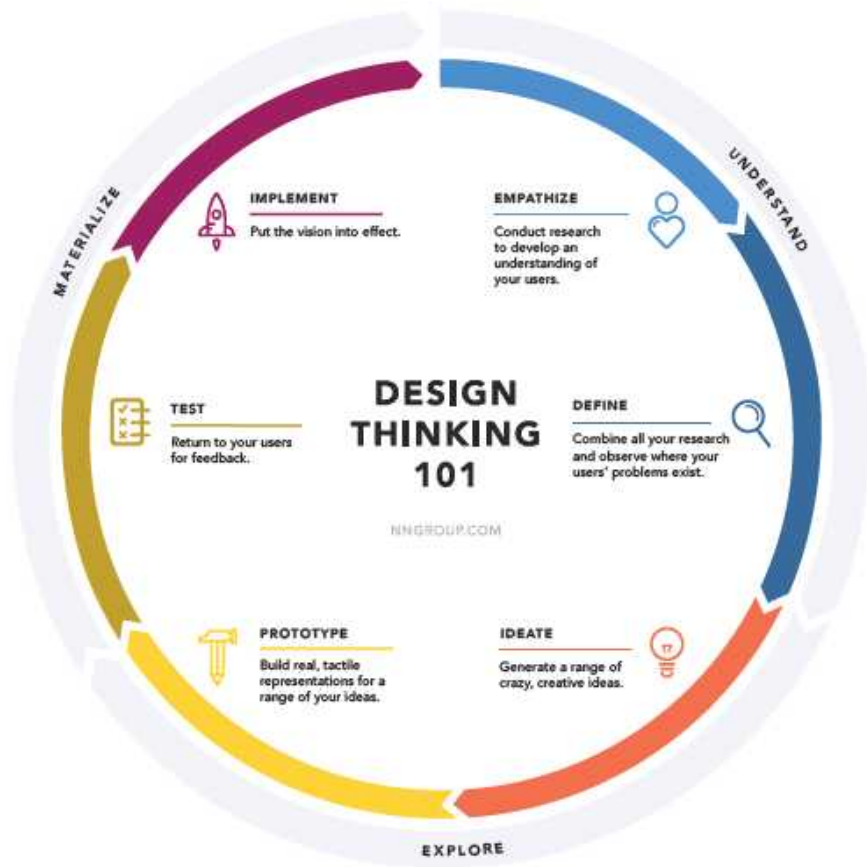 UNDERSTAND
EMPATHIZE
Conduct research
to develop an
understanding of
your users.
DEFINE
Combine all your research
and observe where your
users' problems exist.
EXPLORE
IDEATE
Generate a range of
crazy, creative ideas.
PROTOTYPE
Build real, tactile
representations for a
range of your ideas.
MATERIALIZE
TEST
Return to your users
for feedback.
IMPLEMENT
Put the vision into effect.
DESIGN
THINKING
101
NNGROUP.COM